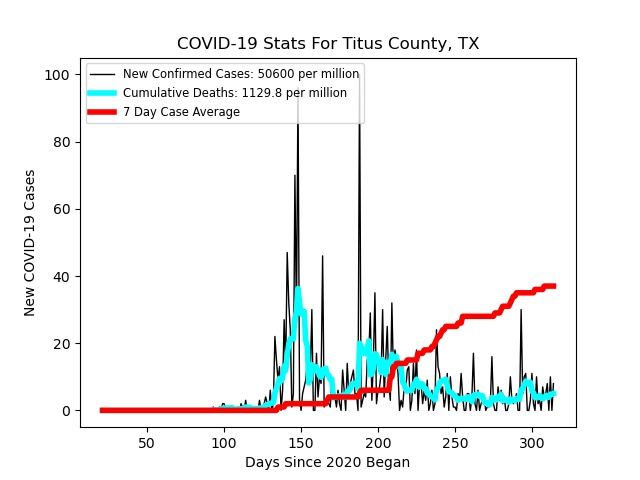 COVID-19 Stats For Titus County, TX
New Confirmed Cases: 50600 per million
Cumulative Deaths: 1129.8 per million
7 Day Case Average
New COVID-19 Cases
100
80
60
40
20
0
50 100 150 200 250 300
Days Since 2020 Began